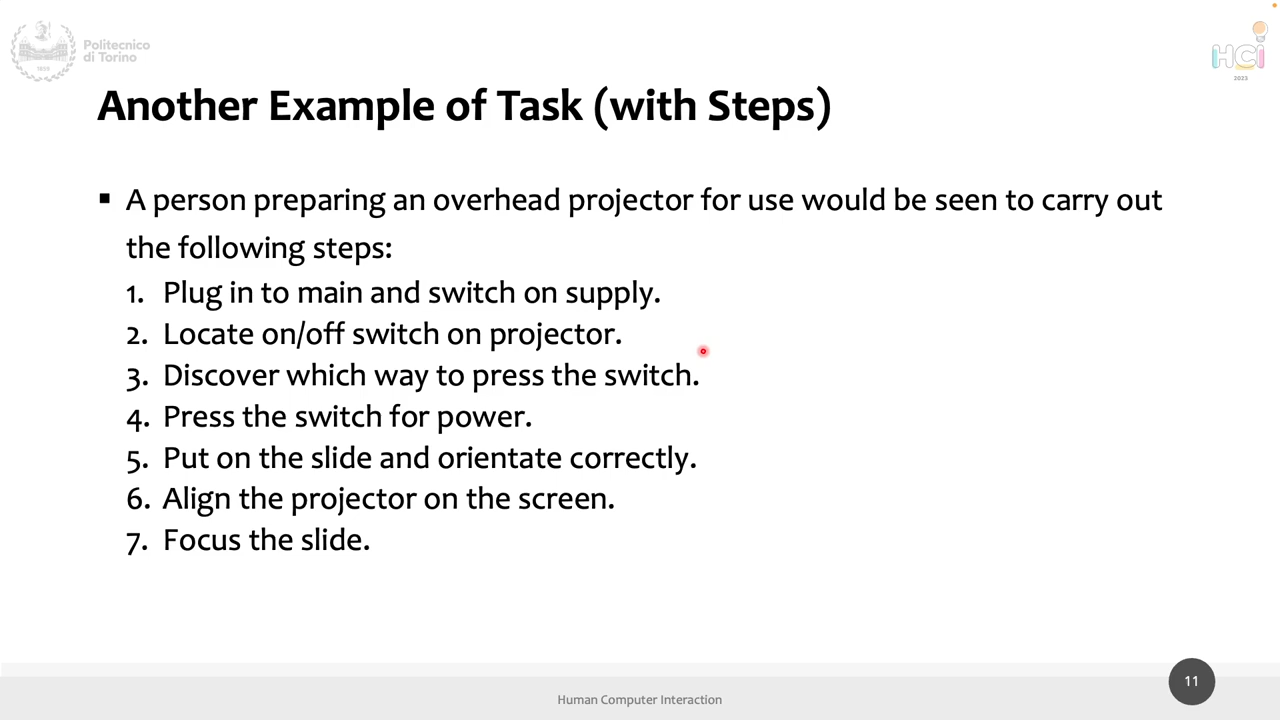 Politecnico
di Torino
1859
HCI
2023
Another Example of Task (with Steps)
▪ A person preparing an overhead projector for use would be seen to carry out
the following steps:
1. Plug in to main and switch on supply.
2. Locate on/off switch on projector.
3. Discover which way to press the switch.
4. Press the switch for power.
5. Put on the slide and orientate correctly.
6. Align the projector on the screen.
7. Focus the slide.
Human Computer Interaction
11